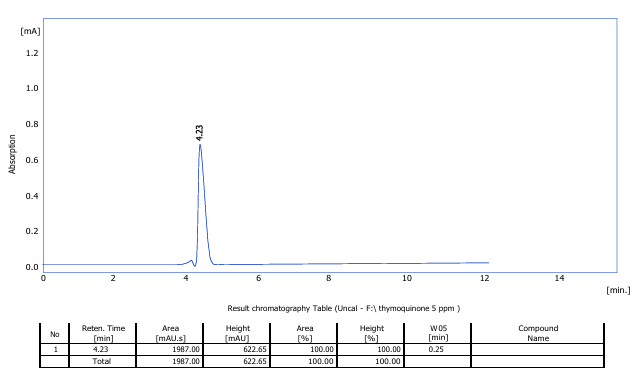 [mA]
1.2
1.0
0.8
0.6
0.4
0.2
0.0
Absorption
4.23
0 2 4 6 8 10 12 14
[min.]
Result chromatography Table (Uncal - F:\ thymoquinone 5 ppm )
No Reten. Time [min] Area [mAU.s] Height [mAU] Area [%] Height [%] W05 [min] Compound Name
1 4.23 1987.00 622.65 100.00 100.00 0.25
Total 1987.00 622.65 100.00 100.00